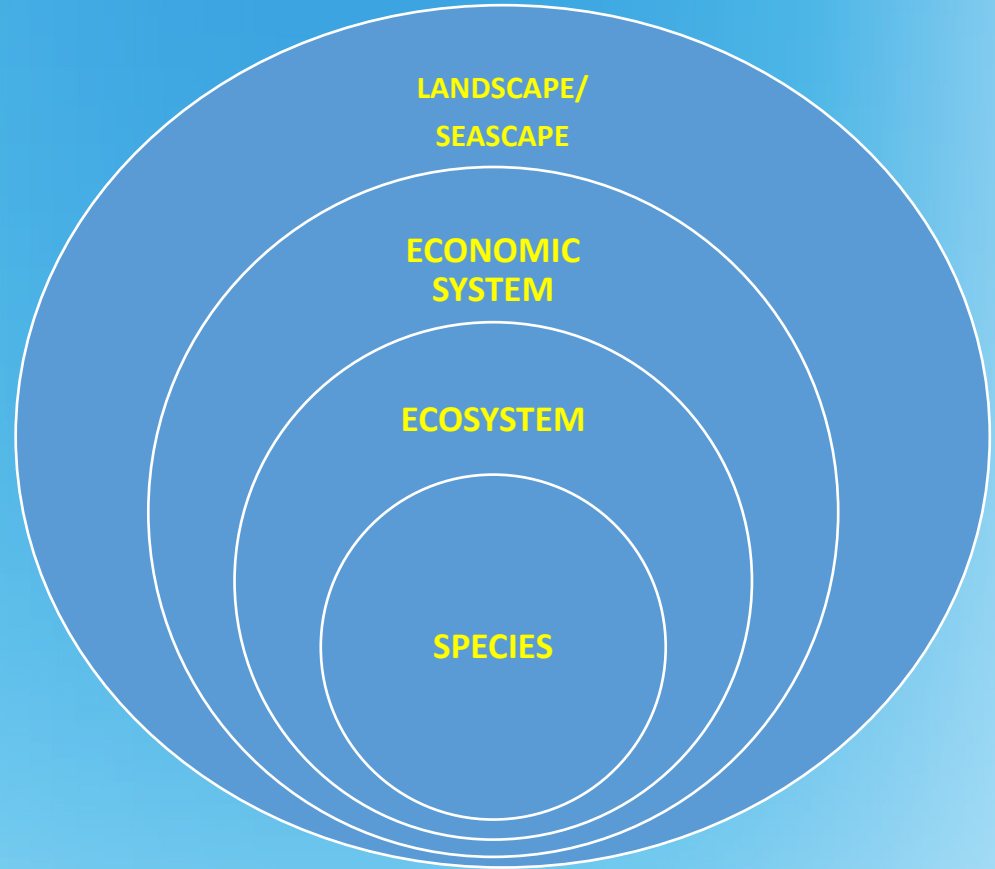 LANDSCAPE/
SEASCAPE
ECONOMIC
SYSTEM
ECOSYSTEM
SPECIES